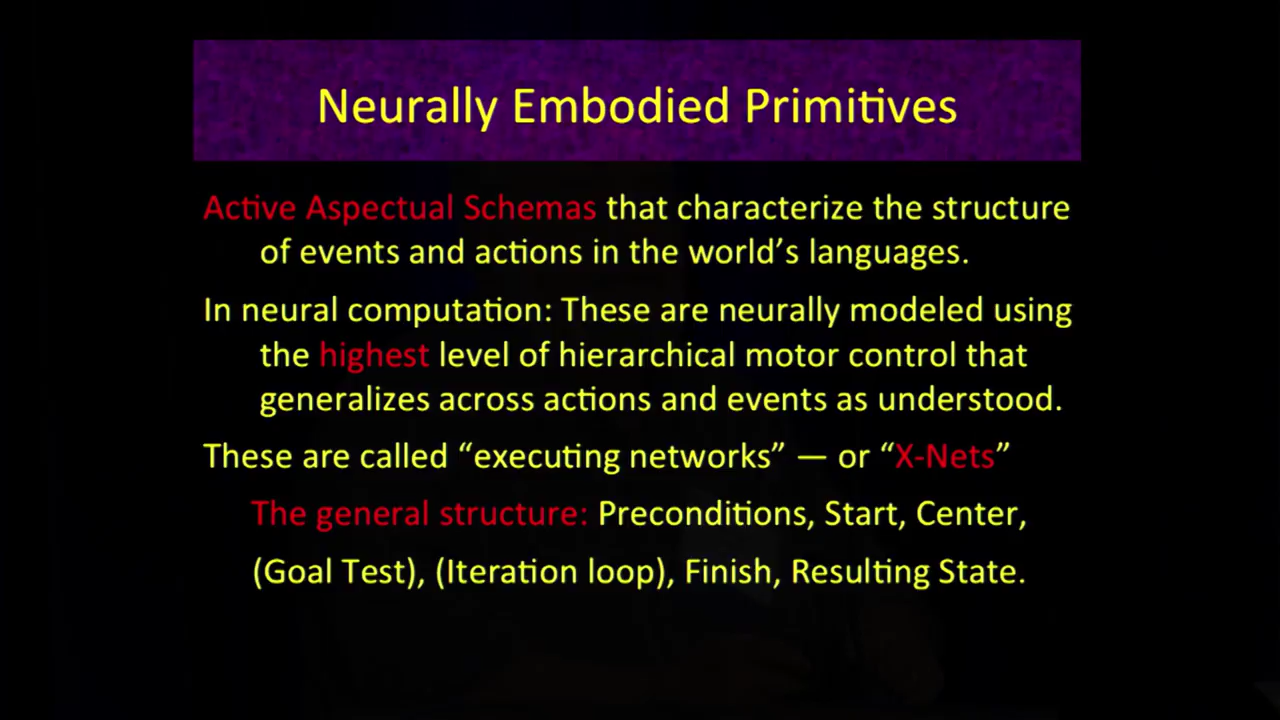 Neurally Embodied Primitives
Active Aspectual Schemas that characterize the structure
of events and actions in the world’s languages.
In neural computation: These are neurally modeled using
the highest level of hierarchical motor control that
generalizes across actions and events as understood.
These are called “executing networks” — or “X-Nets”
The general structure: Preconditions, Start, Center,
(Goal Test), (Iteration loop), Finish, Resulting State.